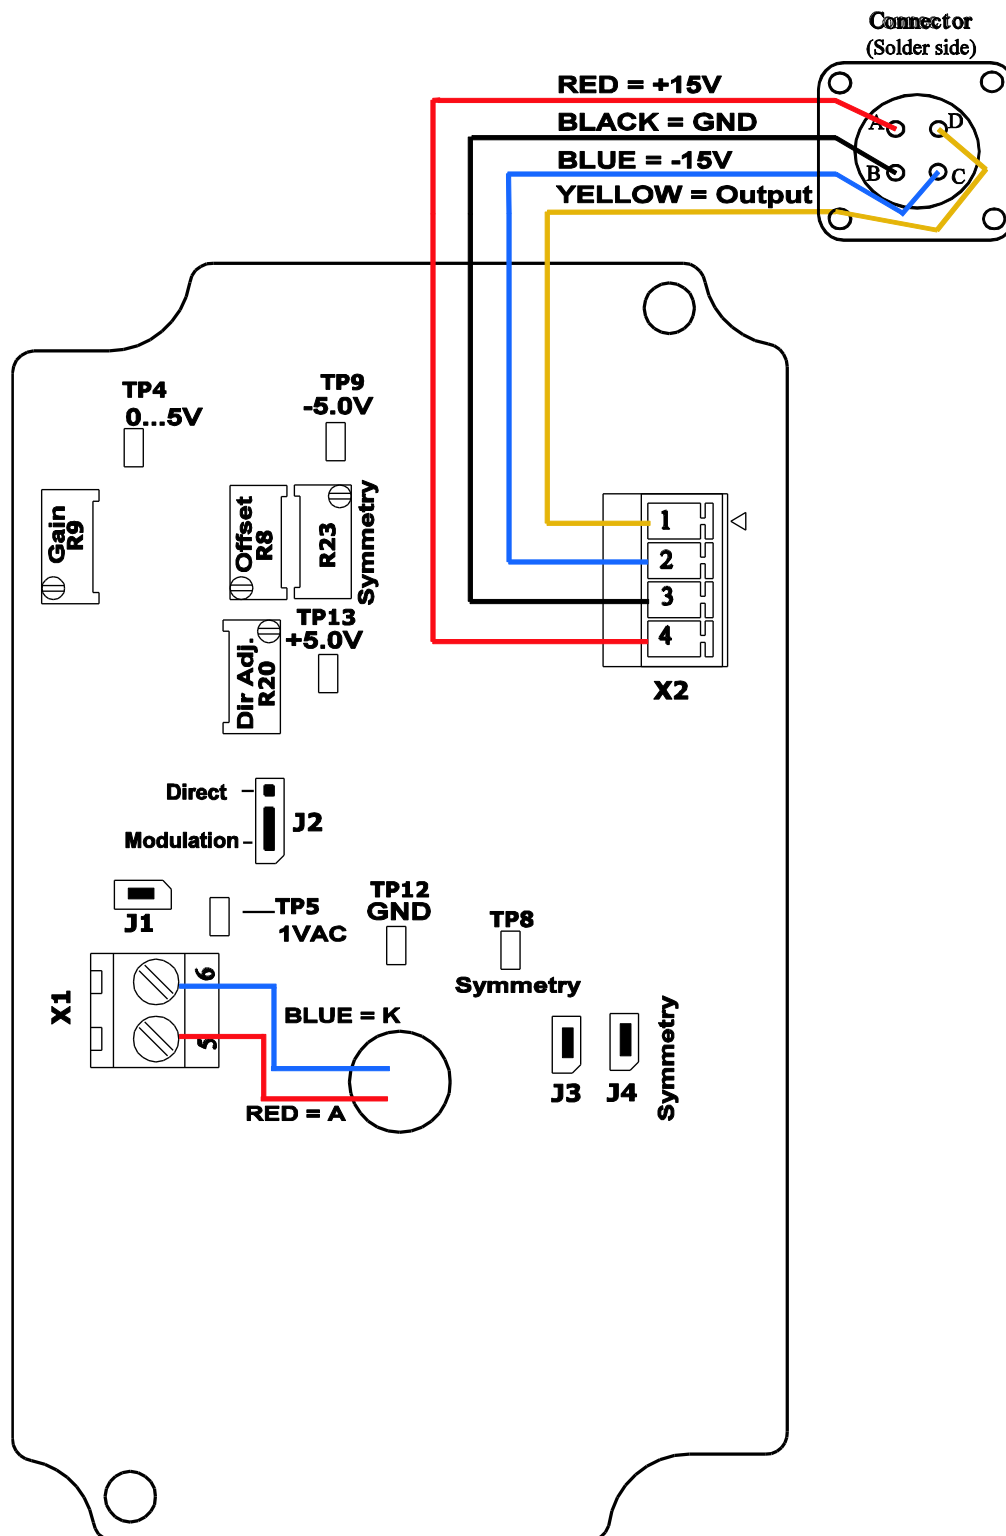 Connector
(Solder side)
RED = +15V
BLACK = GND
BLUE = -15V
YELLOW = Output
A
D
B
C
TP4
0...5V
TP9
-5.0V
Gain
R9
Offset
R8
R23
Symmetry
1
2
3
4
X2
TP13
+5.0V
Dir Adj.
R20
Direct
Modulation
J2
J1
TP5
1VAC
TP12
GND
TP8
Symmetry
X1
6
5
BLUE = K
RED = A
J3
J4
Symmetry